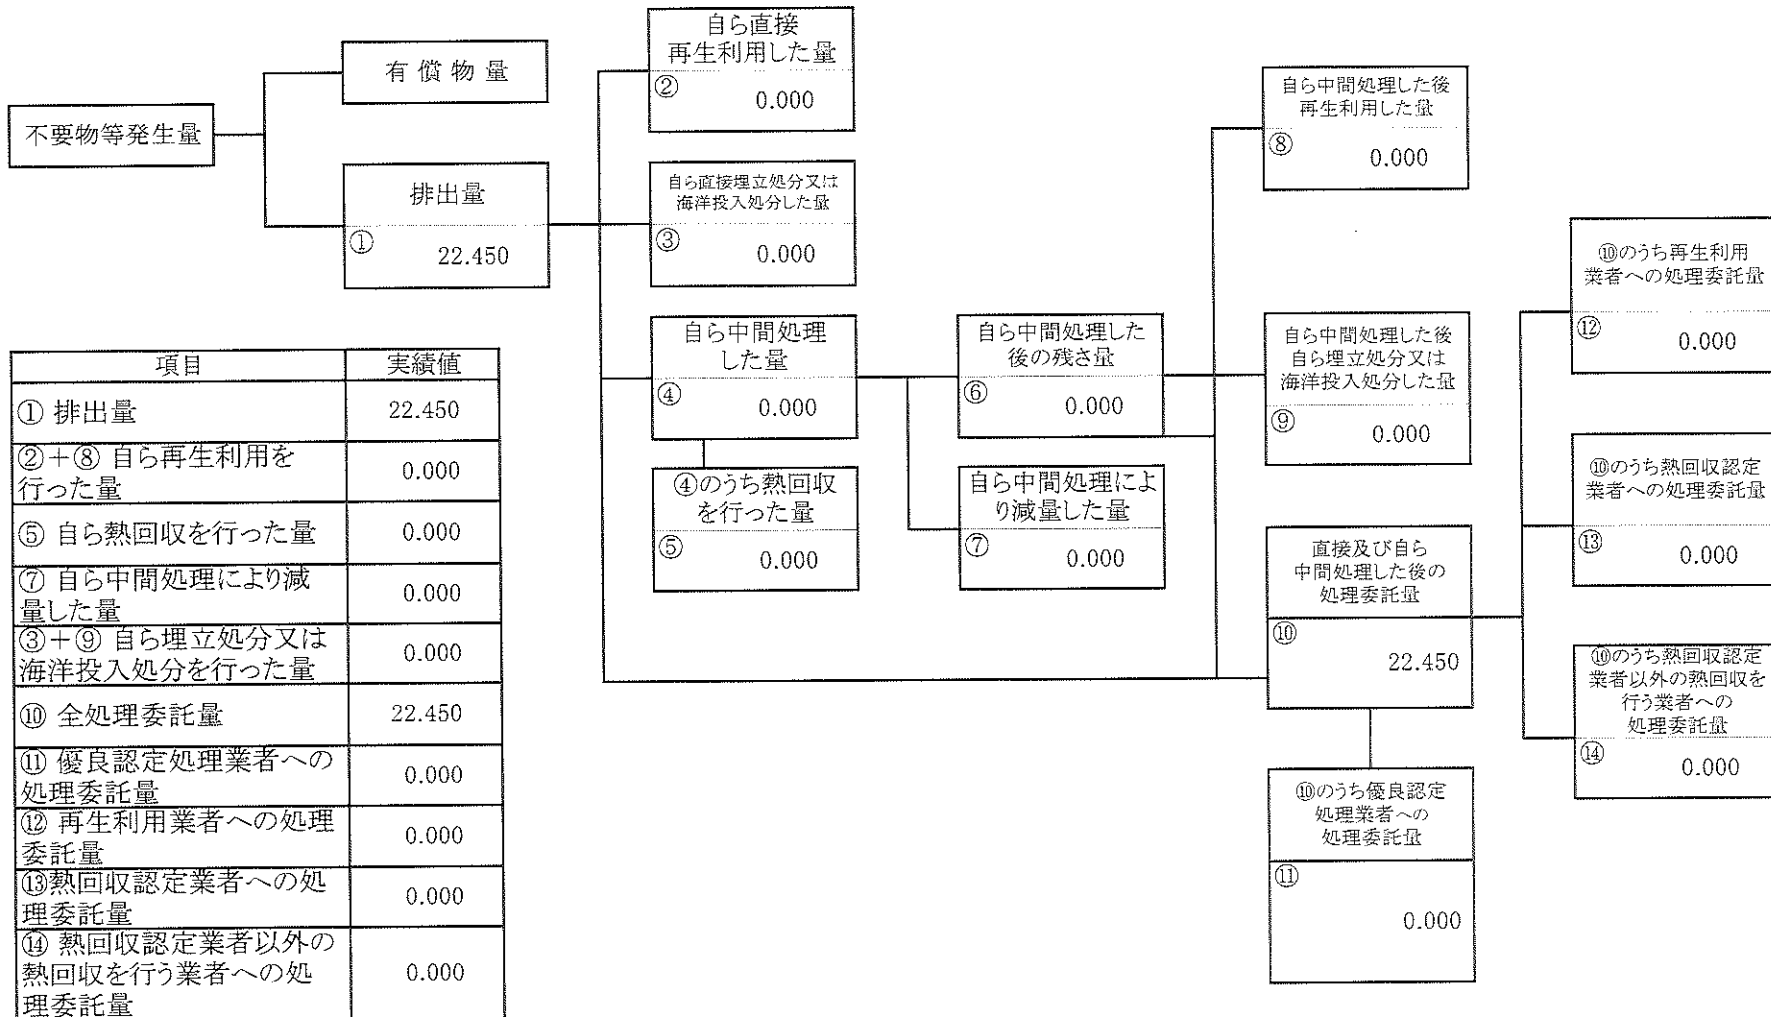 不要物等発生量
有償物量
排出量
①
22.450
自ら直接
再生利用した量
②
0.000
自ら直接埋立処分又は
海洋投入処分した量
③
0.000
自ら中間処理
した量
④
0.000
④のうち熱回収
を行った量
⑤
0.000
自ら中間処理した
後の残さ量
⑥
0.000
自ら中間処理によ
り減量した量
⑦
0.000
自ら中間処理した後
再生利用した量
⑧
0.000
自ら中間処理した後
自ら埋立処分又は
海洋投入処分した量
⑨
0.000
直接及び自ら
中間処理した後の
処理委託量
⑩
22.450
⑩のうち優良認定
処理業者への
処理委託量
⑪
0.000
⑩のうち再生利用
業者への処理委託量
⑫
0.000
⑩のうち熱回収認定
業者への処理委託量
⑬
0.000
⑩のうち熱回収認定
業者以外の熱回収を
行う業者への
処理委託量
⑭
0.000
項目 実績値
① 排出量 22.450
②+⑧ 自ら再生利用を
行った量 0.000
⑤ 自ら熱回収を行った量 0.000
⑦ 自ら中間処理により減
量した量 0.000
③+⑨ 自ら埋立処分又は
海洋投入処分を行った量 0.000
⑩ 全処理委託量 22.450
⑪ 優良認定処理業者への
処理委託量 0.000
⑫ 再生利用業者への処理
委託量 0.000
⑬熱回収認定業者への処
理委託量 0.000
⑭ 熱回収認定業者以外の
熱回収を行う業者への処
理委託量 0.000